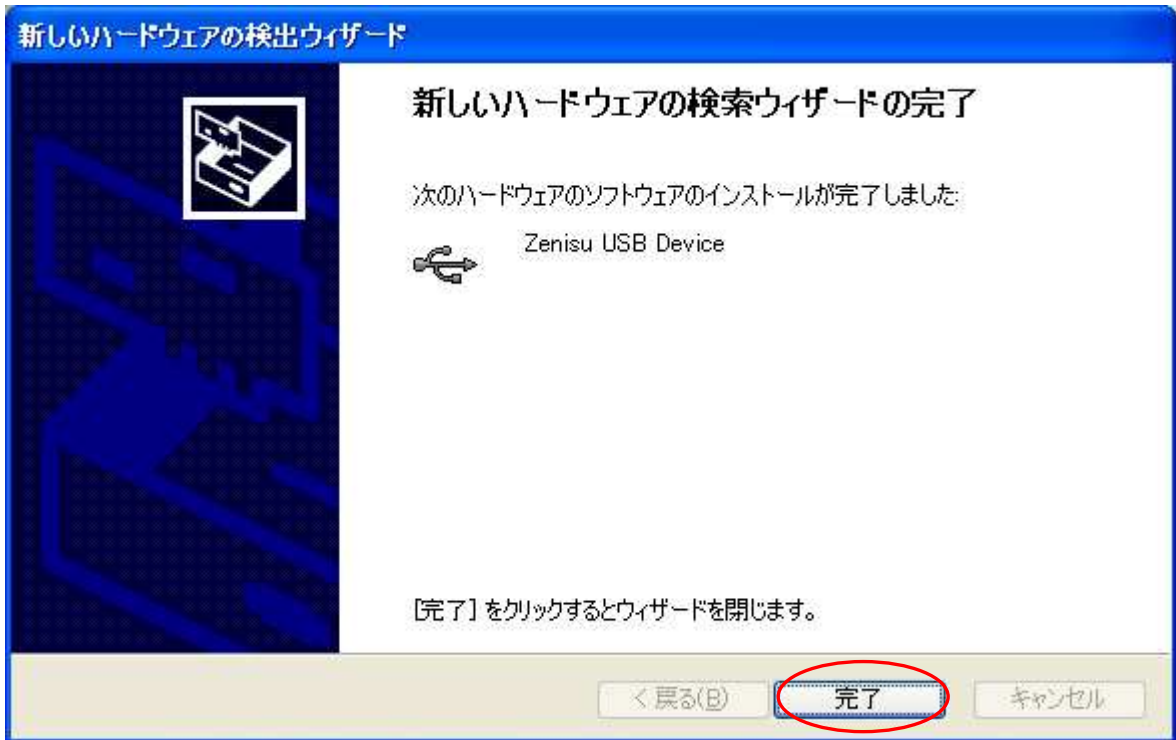 新しいハードウェアの検出ウィザード
新しいハードウェアの検索ウィザードの完了
次のハードウェアのソフトウェアのインストールが完了しました:
Zenisu USB Device
[完了] をクリックするとウィザードを閉じます。
< 戻る(B)
完了
キャンセル